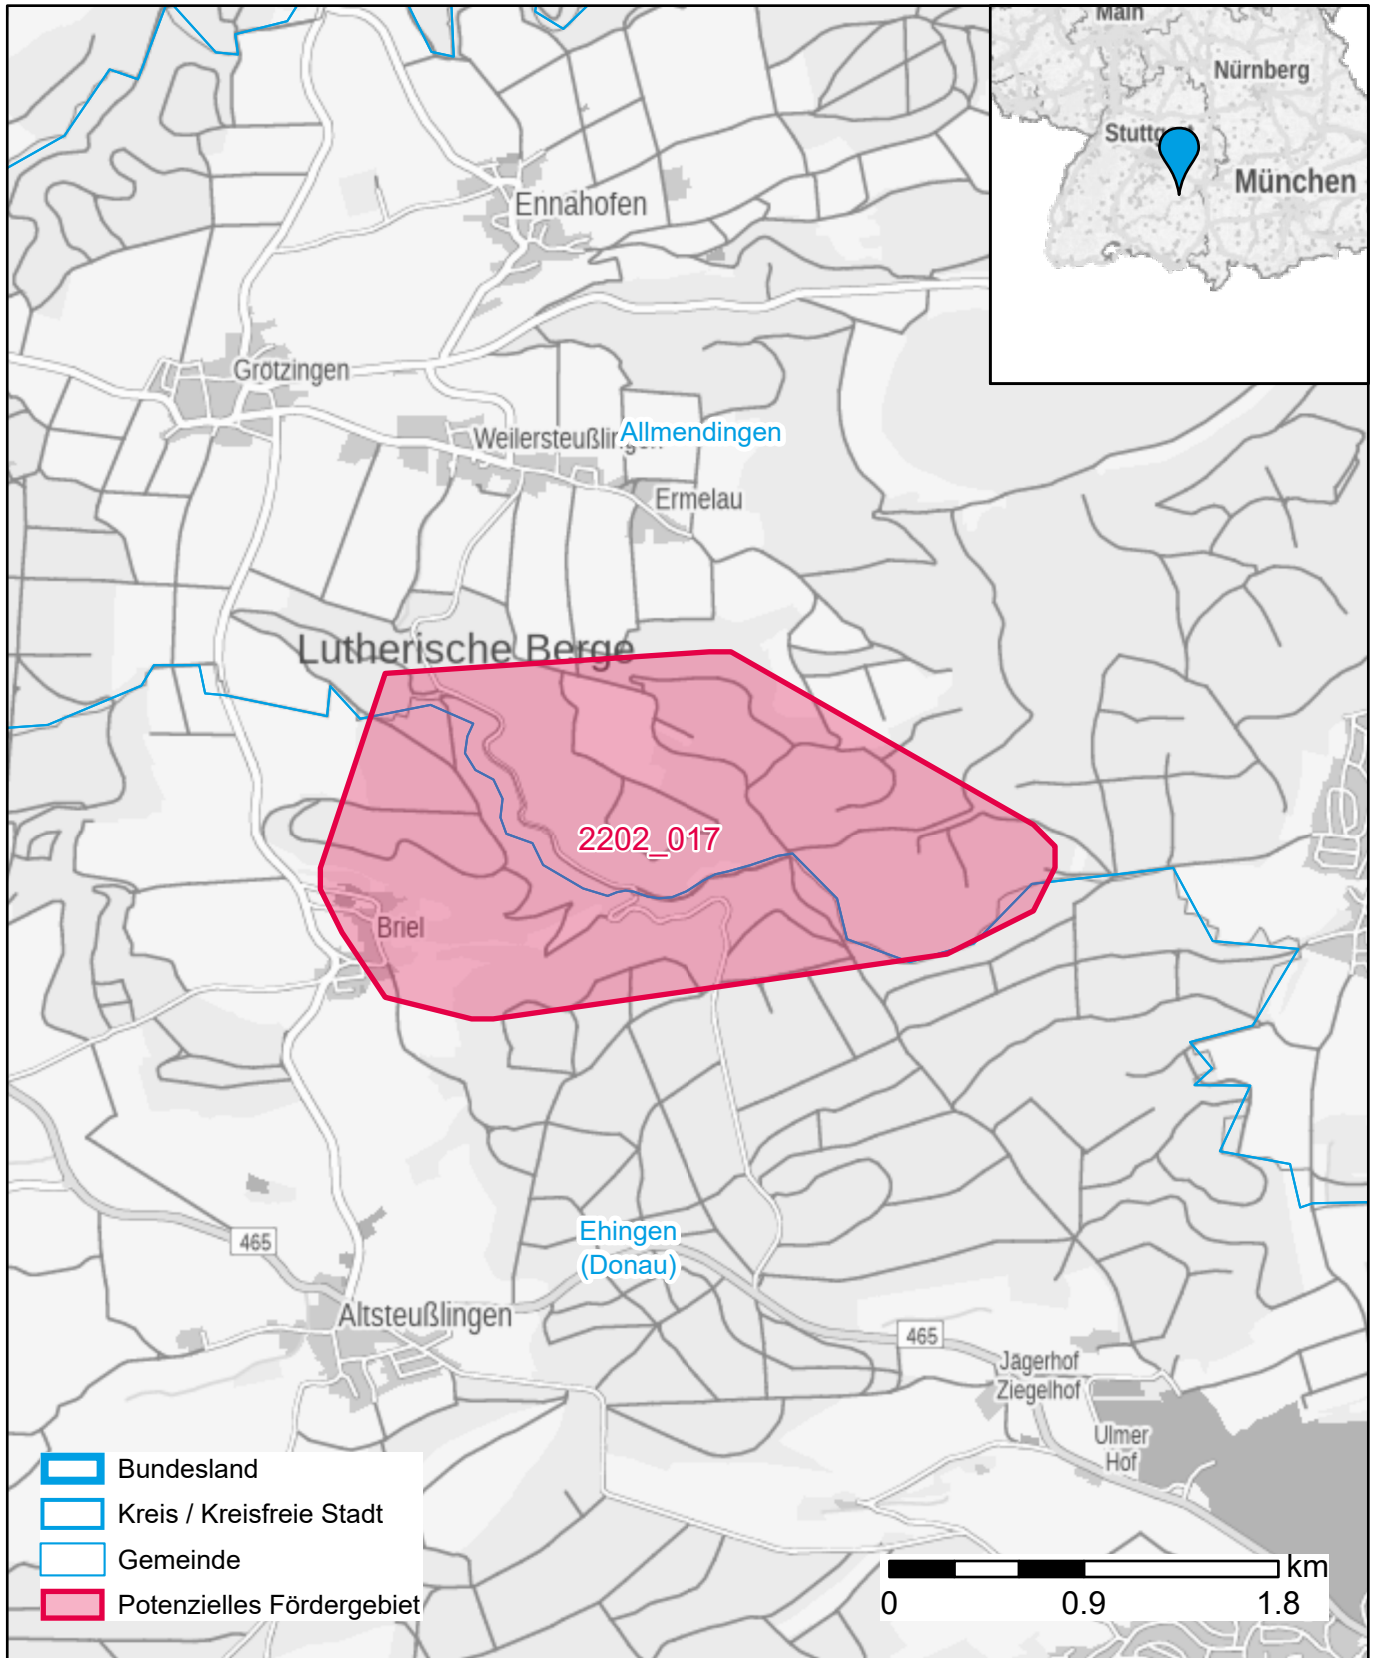 Main
Nürnberg
München
Ennahofen
Grötzingen
Allmendingen
Ermelau
Lutherische Berge
2202_017
Briel
Ehingen
(Donau)
465
Altsteußlingen
465
Jägerhof
Ziegelhof
Ulmer
Hof
Bundesland
Kreis / Kreisfreie Stadt
Gemeinde
Potenzielles Fördergebiet
km
0 0.9 1.8